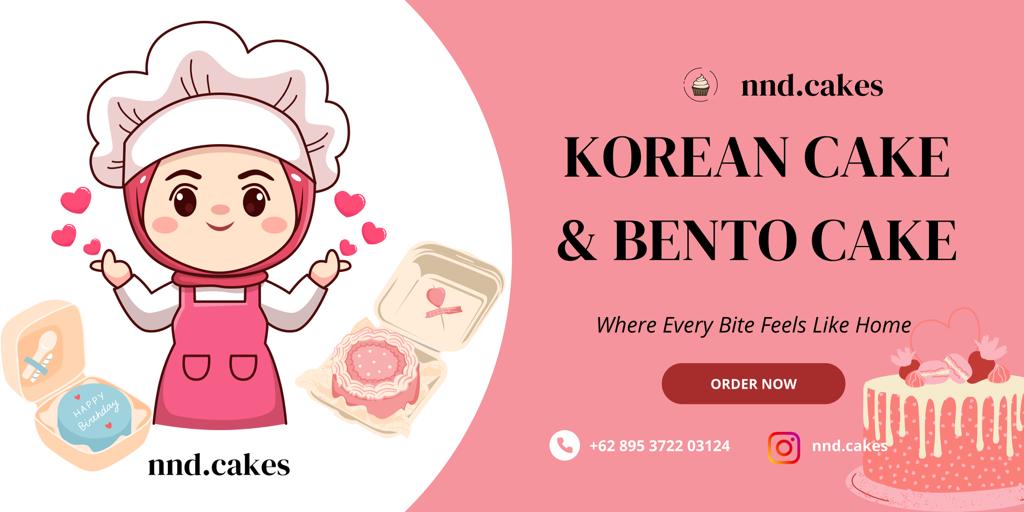 HAPPY
Birthday
nnd.cakes
nnd.cakes
KOREAN CAKE
& BENTO CAKE
Where Every Bite Feels Like Home
ORDER NOW
+62 895 3722 03124
nnd.cakes